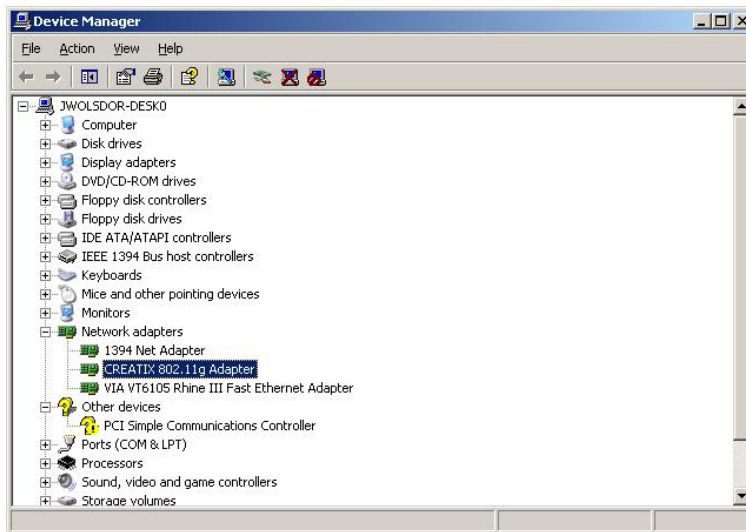 Device Manager
File Action View Help
JWOLSDOR-DESK0
Computer
Disk drives
Display adapters
DVD/CD-ROM drives
Floppy disk controllers
Floppy disk drives
IDE ATA/ATAPI controllers
IEEE 1394 Bus host controllers
Keyboards
Mice and other pointing devices
Monitors
Network adapters
1394 Net Adapter
CREATIX 802.11g Adapter
VIA VT6105 Rhine III Fast Ethernet Adapter
Other devices
PCI Simple Communications Controller
Ports (COM & LPT)
Processors
Sound, video and game controllers
Storage volumes